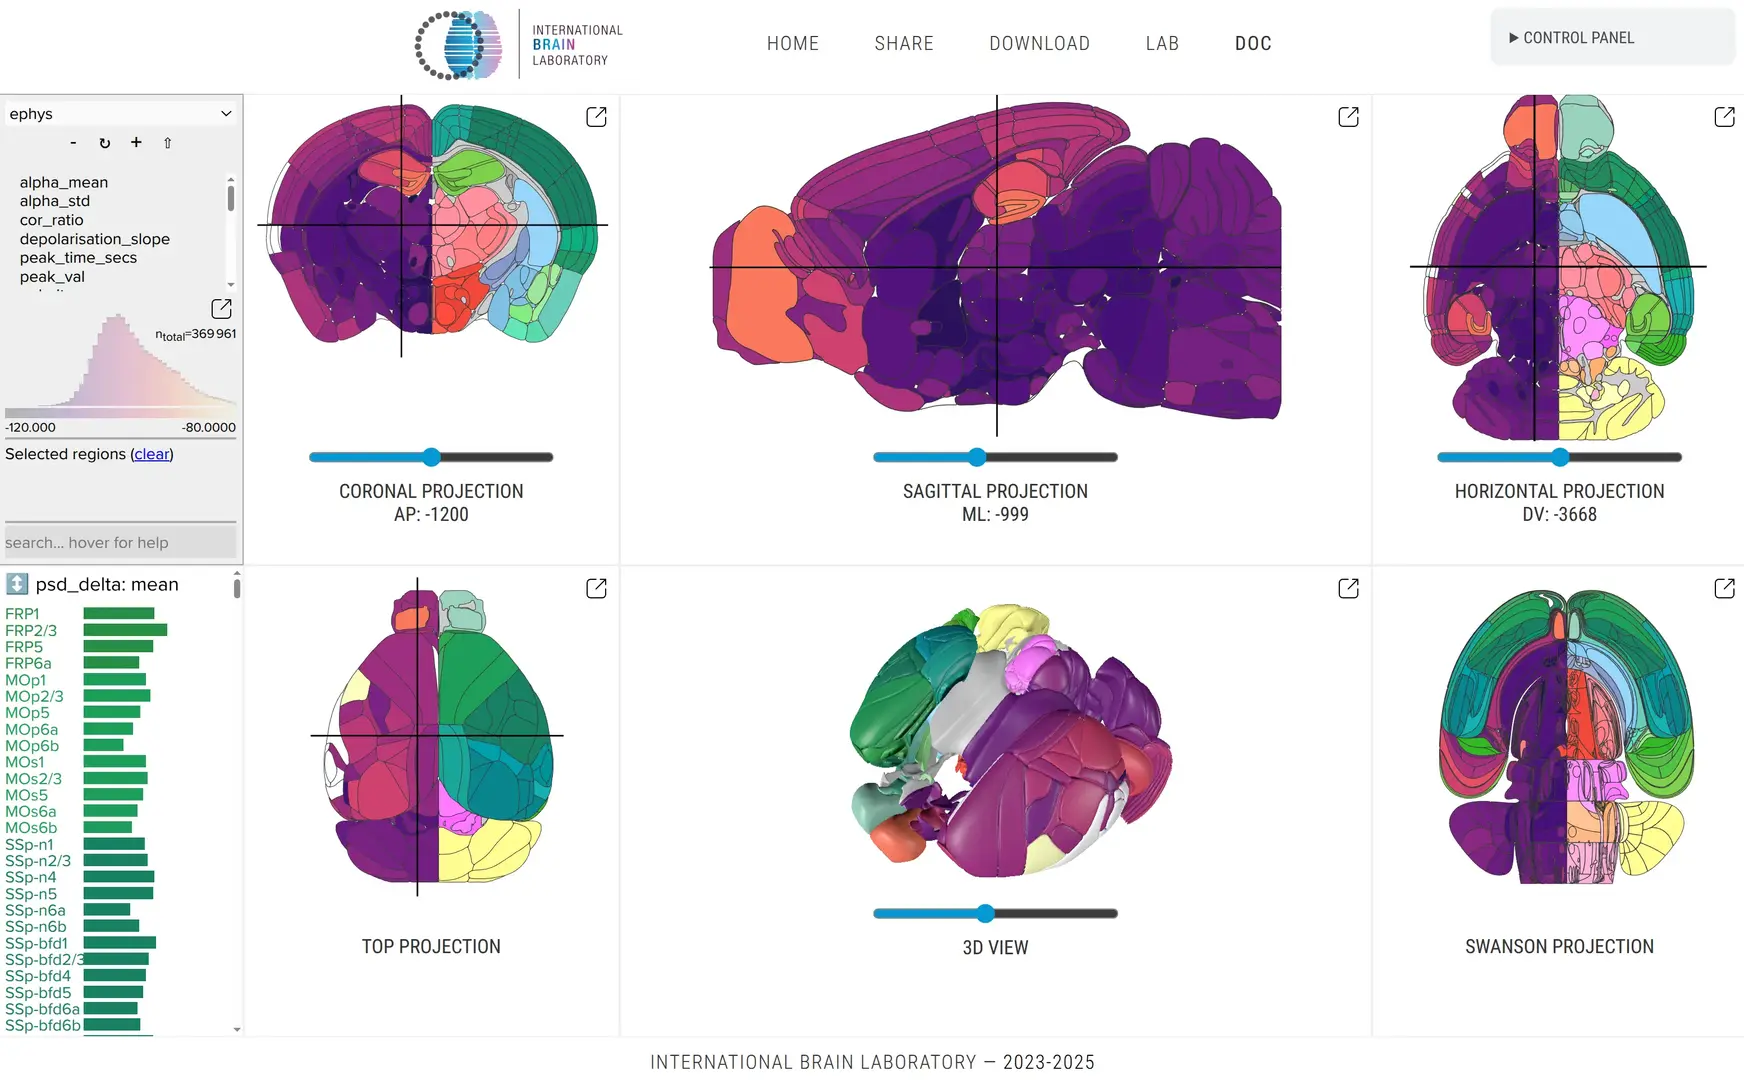 INTERNATIONAL
BRAIN
LABORATORY
HOME
SHARE
DOWNLOAD
LAB
DOC
▶ CONTROL PANEL
ephys
- ↻ + ⇧
alpha_mean
alpha_std
cor_ratio
depolarisation_slope
peak_time_secs
peak_val
ntotal=369 961
-120.000
-80.0000
Selected regions (clear)
search... hover for help
CORONAL PROJECTION
AP: -1200
SAGITTAL PROJECTION
ML: -999
HORIZONTAL PROJECTION
DV: -3668
psd_delta: mean
FRP1
FRP2/3
FRP5
FRP6a
MOp1
MOp2/3
MOp5
MOp6a
MOp6b
MOs1
MOs2/3
MOs5
MOs6a
MOs6b
SSp-n1
SSp-n2/3
SSp-n4
SSp-n5
SSp-n6a
SSp-n6b
SSp-bfd1
SSp-bfd2/3
SSp-bfd4
SSp-bfd5
SSp-bfd6a
SSp-bfd6b
TOP PROJECTION
3D VIEW
SWANSON PROJECTION
INTERNATIONAL BRAIN LABORATORY — 2023-2025